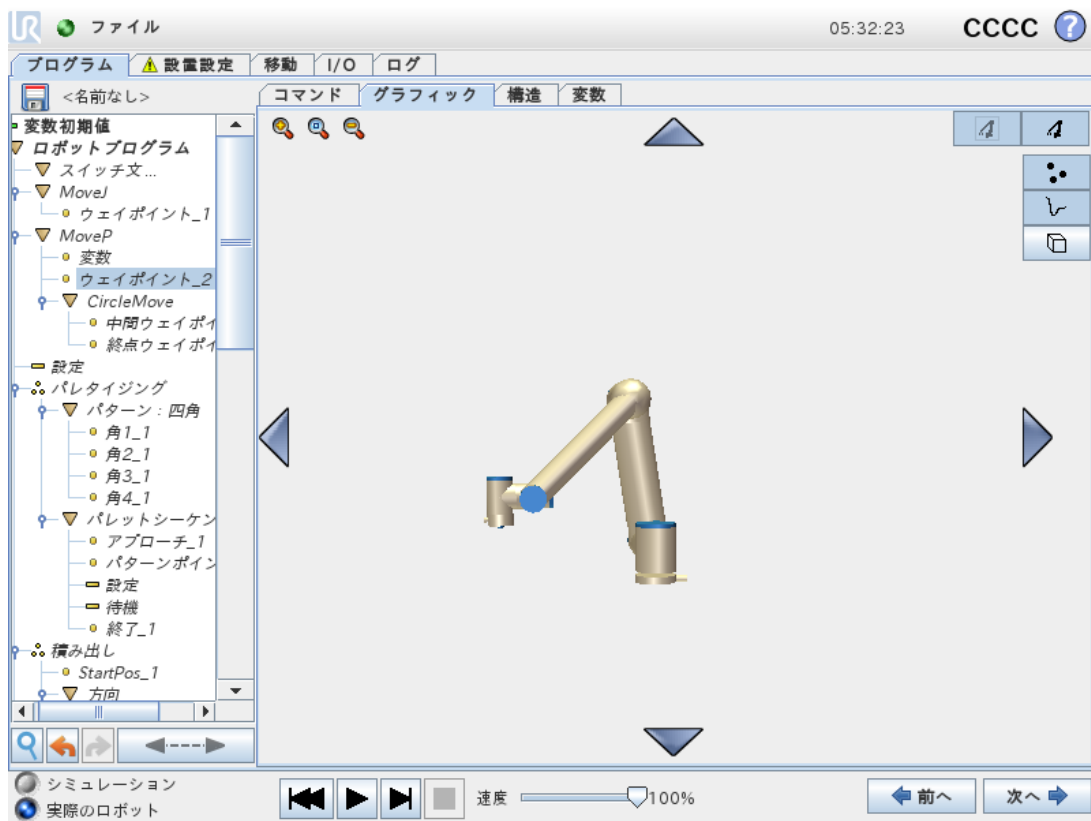 UR ファイル 05:32:23 CCCC ?
プログラム 設置設定 移動 I/O ログ
<名前なし>
コマンド グラフィック 構造 変数
変数初期値
ロボットプログラム
スイッチ文...
MoveJ
ウェイポイント_1
MoveP
変数
ウェイポイント_2
CircleMove
中間ウェイポイ
終点ウェイポイ
設定
パレタイジング
パターン : 四角
角1_1
角2_1
角3_1
角4_1
パレットシーケン
アプローチ_1
パターンポイン
設定
待機
終了_1
積み出し
StartPos_1
方向
シミュレーション
実際のロボット
速度 100%
前へ 次へ